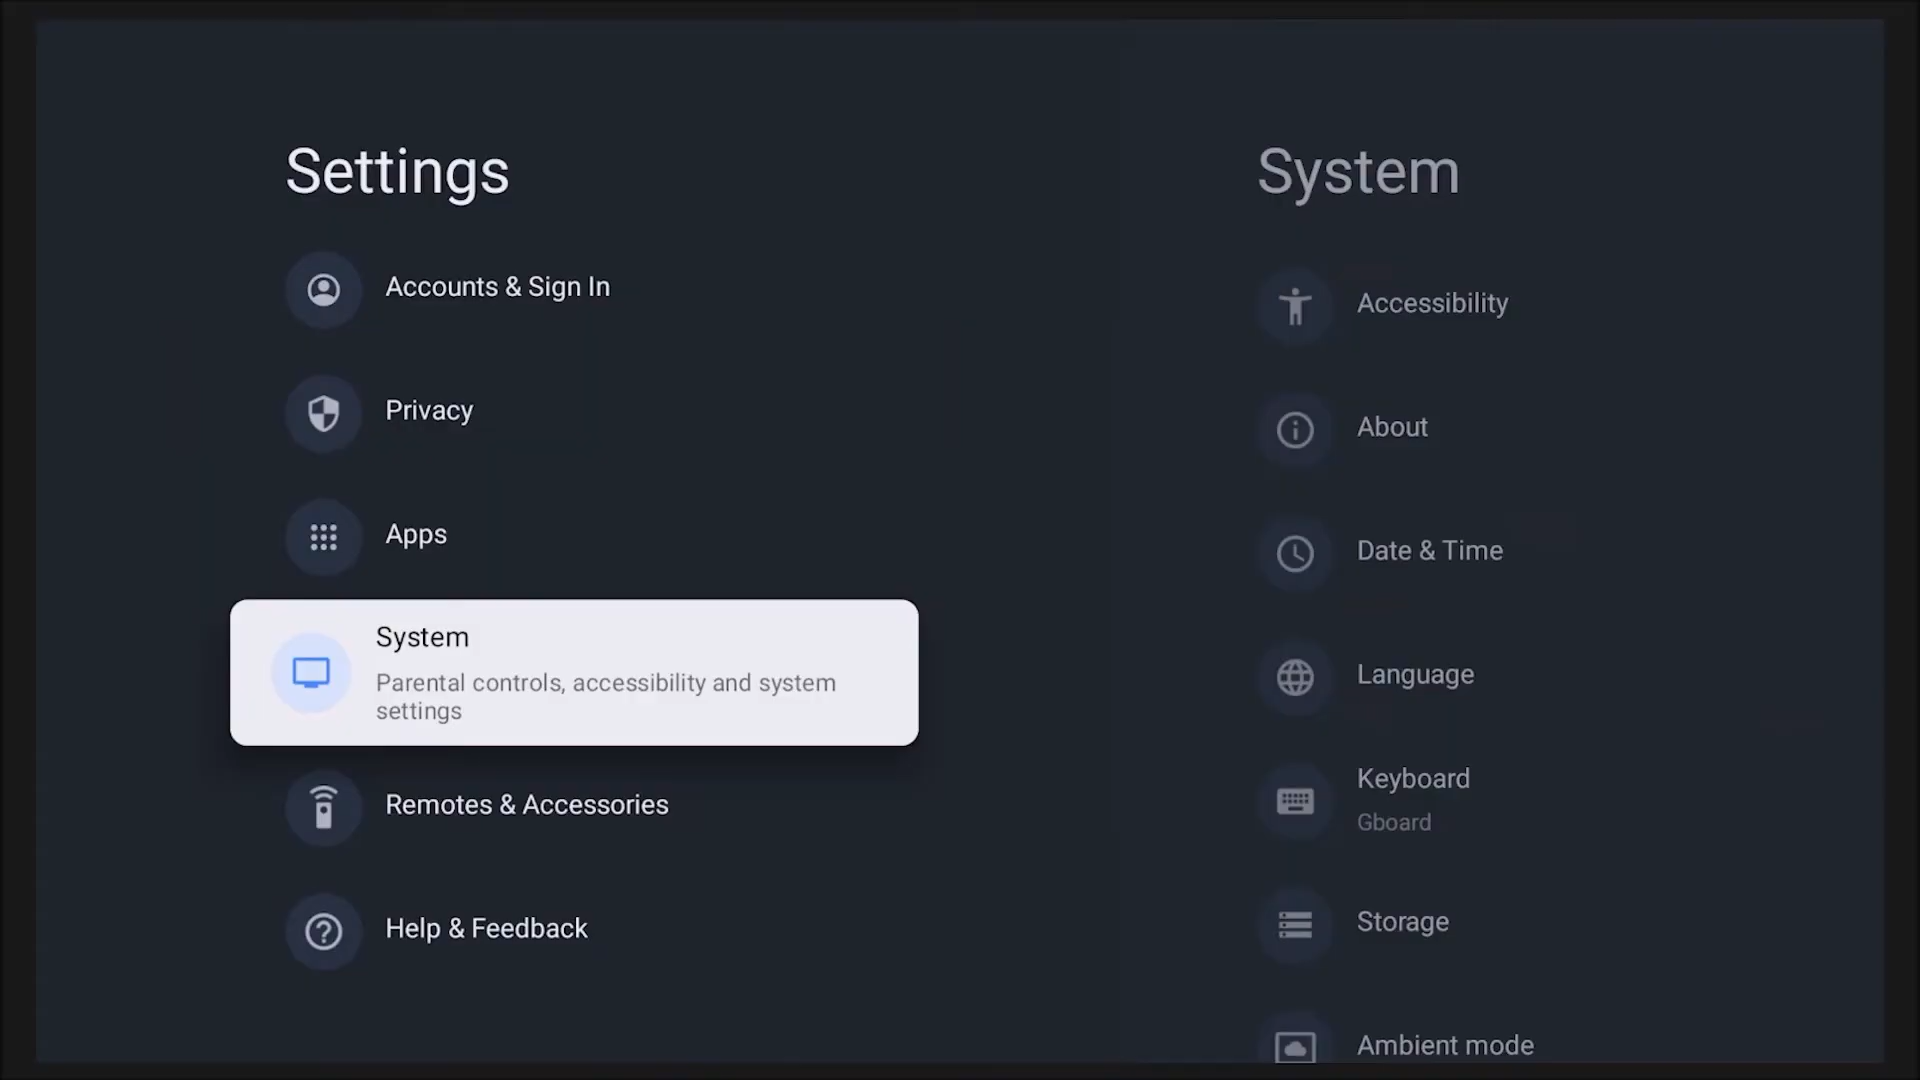 Settings
Accounts & Sign In
Privacy
Apps
System
Parental controls, accessibility and system
settings
Remotes & Accessories
Help & Feedback
System
Accessibility
About
Date & Time
Language
Keyboard
Gboard
Storage
Ambient mode